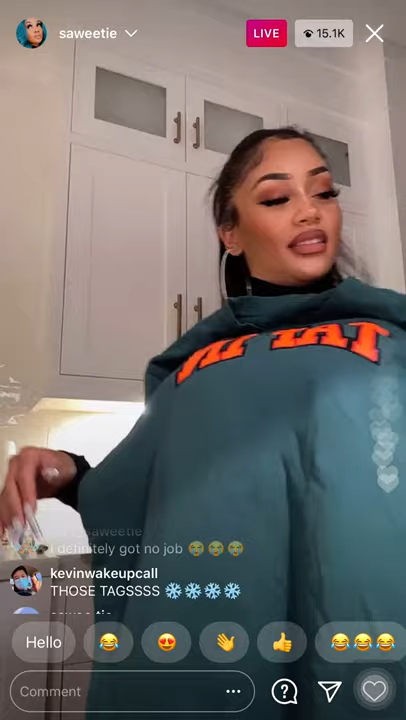 saweetie
LIVE
15.1K
I definitely got no job 😭😭😭
kevinwakeupcall
THOSE TAGSSSS ❄❄❄❄
Hello
Comment